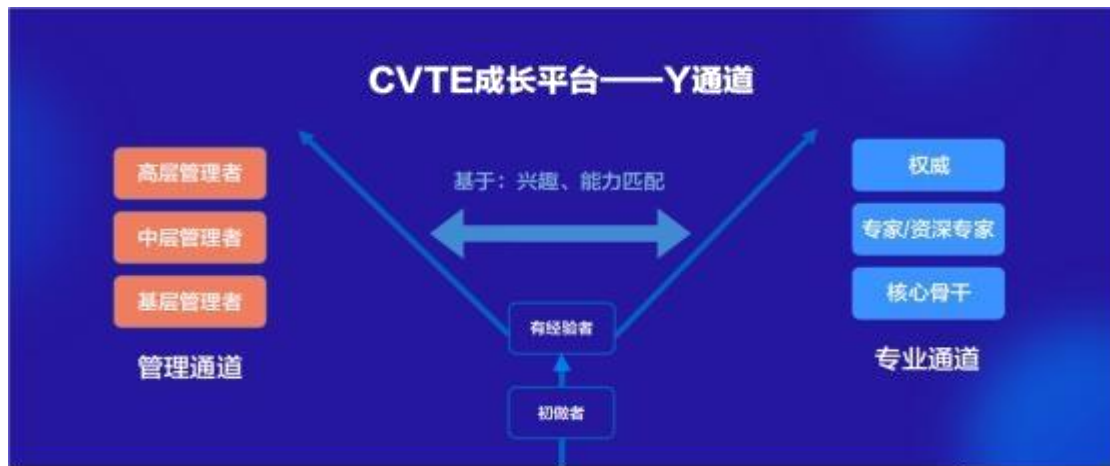 CVTE成长平台——Y通道
基于：兴趣、能力匹配
高层管理者
中层管理者
基层管理者
管理通道
权威
专家/资深专家
核心骨干
专业通道
有经验者
初做者